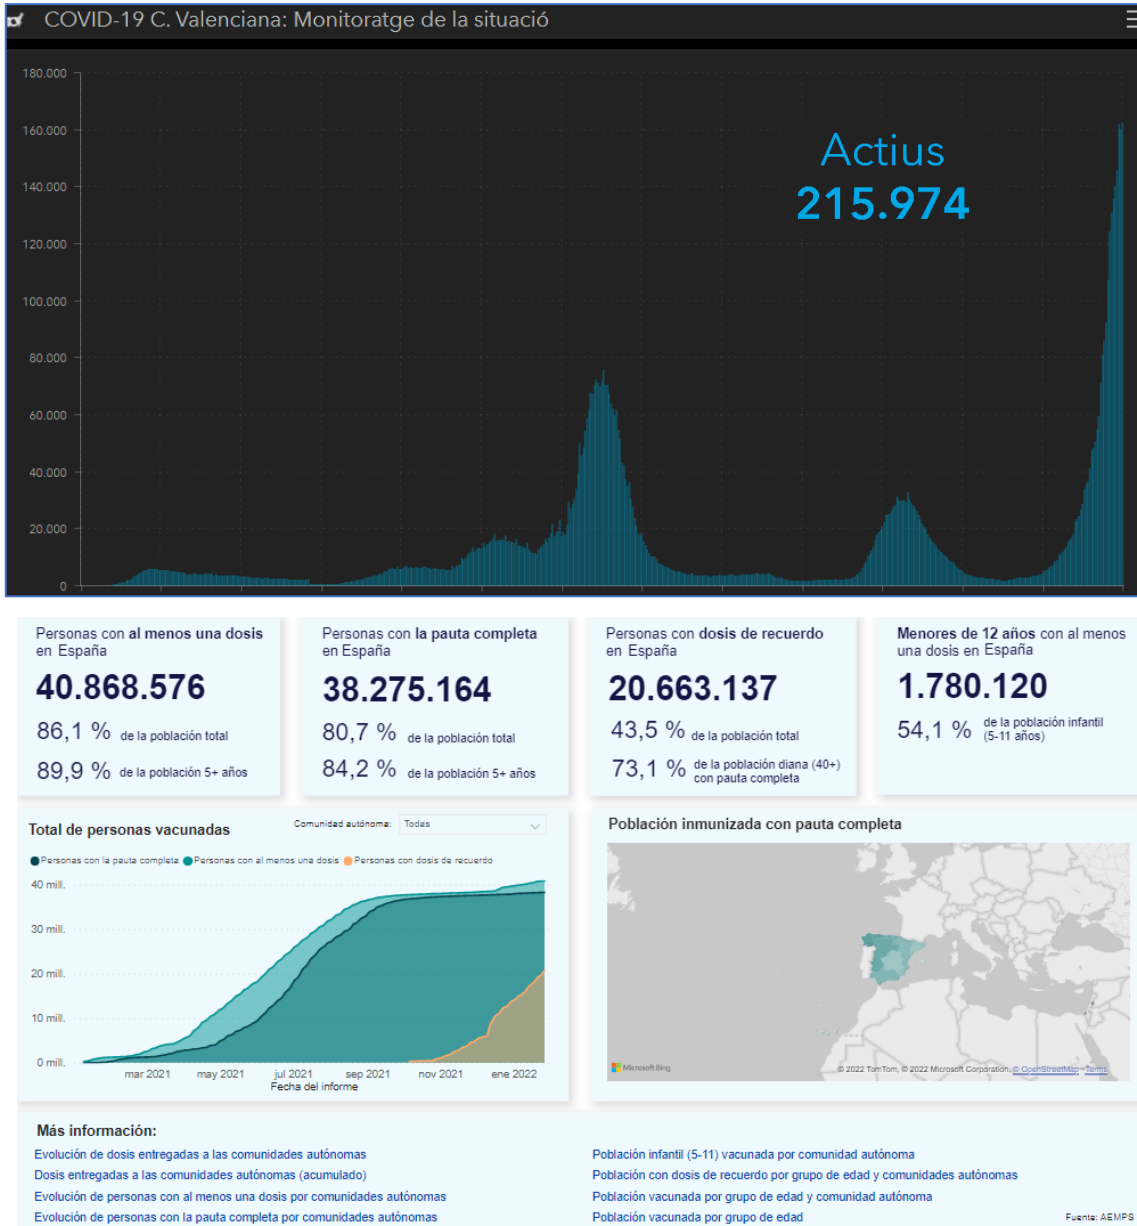 COVID-19 C. Valenciana: Monitoratge de la situació
180.000
160.000
140.000
120.000
100.000
80.000
60.000
40.000
20.000
0
Actius
215.974
Personas con al menos una dosis
en España
40.868.576
86,1 % de la población total
89,9 % de la población 5+ años
Personas con la pauta completa
en España
38.275.164
80,7 % de la población total
84,2 % de la población 5+ años
Personas con dosis de recuerdo
en España
20.663.137
43,5 % de la población total
73,1 % de la población diana (40+)
con pauta completa
Menores de 12 años con al menos
una dosis en España
1.780.120
54,1 % de la población infantil
(5-11 años)
Total de personas vacunadas
Comunidad autónoma: Todas
Personas con la pauta completa Personas con al menos una dosis Personas con dosis de recuerdo
40 mill.
30 mill.
20 mill.
10 mill.
0 mill.
mar 2021 may 2021 jul 2021 sep 2021 nov 2021 ene 2022
Fecha del informe
Población inmunizada con pauta completa
Microsoft Bing
© 2022 TomTom, © 2022 Microsoft Corporation, © OpenStreetMap Terms
Más información:
Evolución de dosis entregadas a las comunidades autónomas
Dosis entregadas a las comunidades autónomas (acumulado)
Evolución de personas con al menos una dosis por comunidades autónomas
Evolución de personas con la pauta completa por comunidades autónomas
Población infantil (5-11) vacunada por comunidad autónoma
Población con dosis de recuerdo por grupo de edad y comunidades autónomas
Población vacunada por grupo de edad y comunidad autónoma
Población vacunada por grupo de edad
Fuente: AEMPS